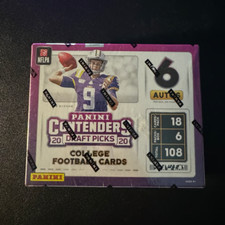 NFLPA
6
AUTOS
9
PANINI
CONTENDERS
DRAFT PICKS
20 20
COLLEGE
FOOTBALL CARDS
18
6
108
PANINI